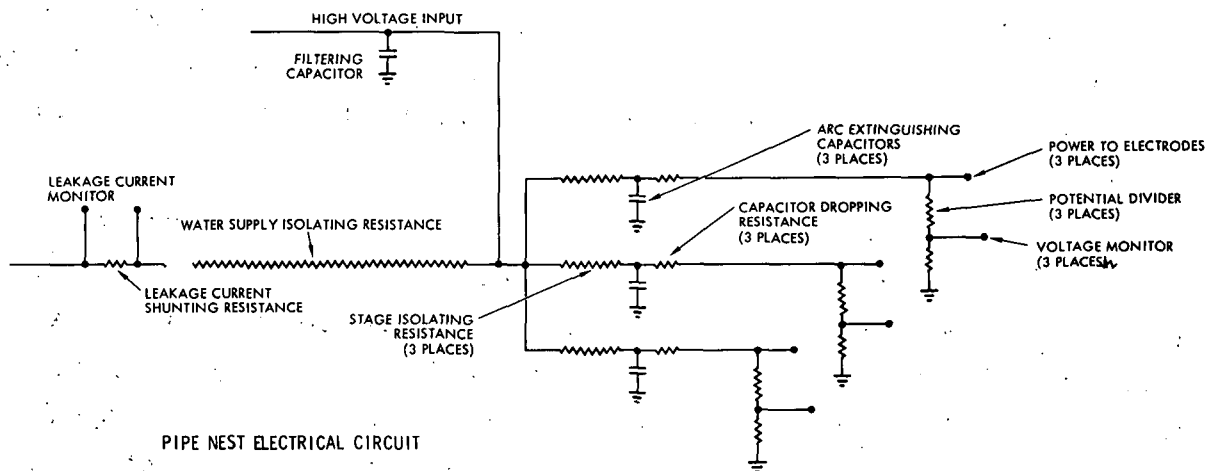 HIGH VOLTAGE INPUT
FILTERING
CAPACITOR
ARC EXTINGUISHING
CAPACITORS
(3 PLACES)
POWER TO ELECTRODES
(3 PLACES)
LEAKAGE CURRENT
MONITOR
WATER SUPPLY ISOLATING RESISTANCE
CAPACITOR DROPPING
RESISTANCE
(3 PLACES)
POTENTIAL DIVIDER
(3 PLACES)
VOLTAGE MONITOR
(3 PLACES)
LEAKAGE CURRENT
SHUNTING RESISTANCE
STAGE ISOLATING
RESISTANCE
(3 PLACES)
PIPE NEST ELECTRICAL CIRCUIT